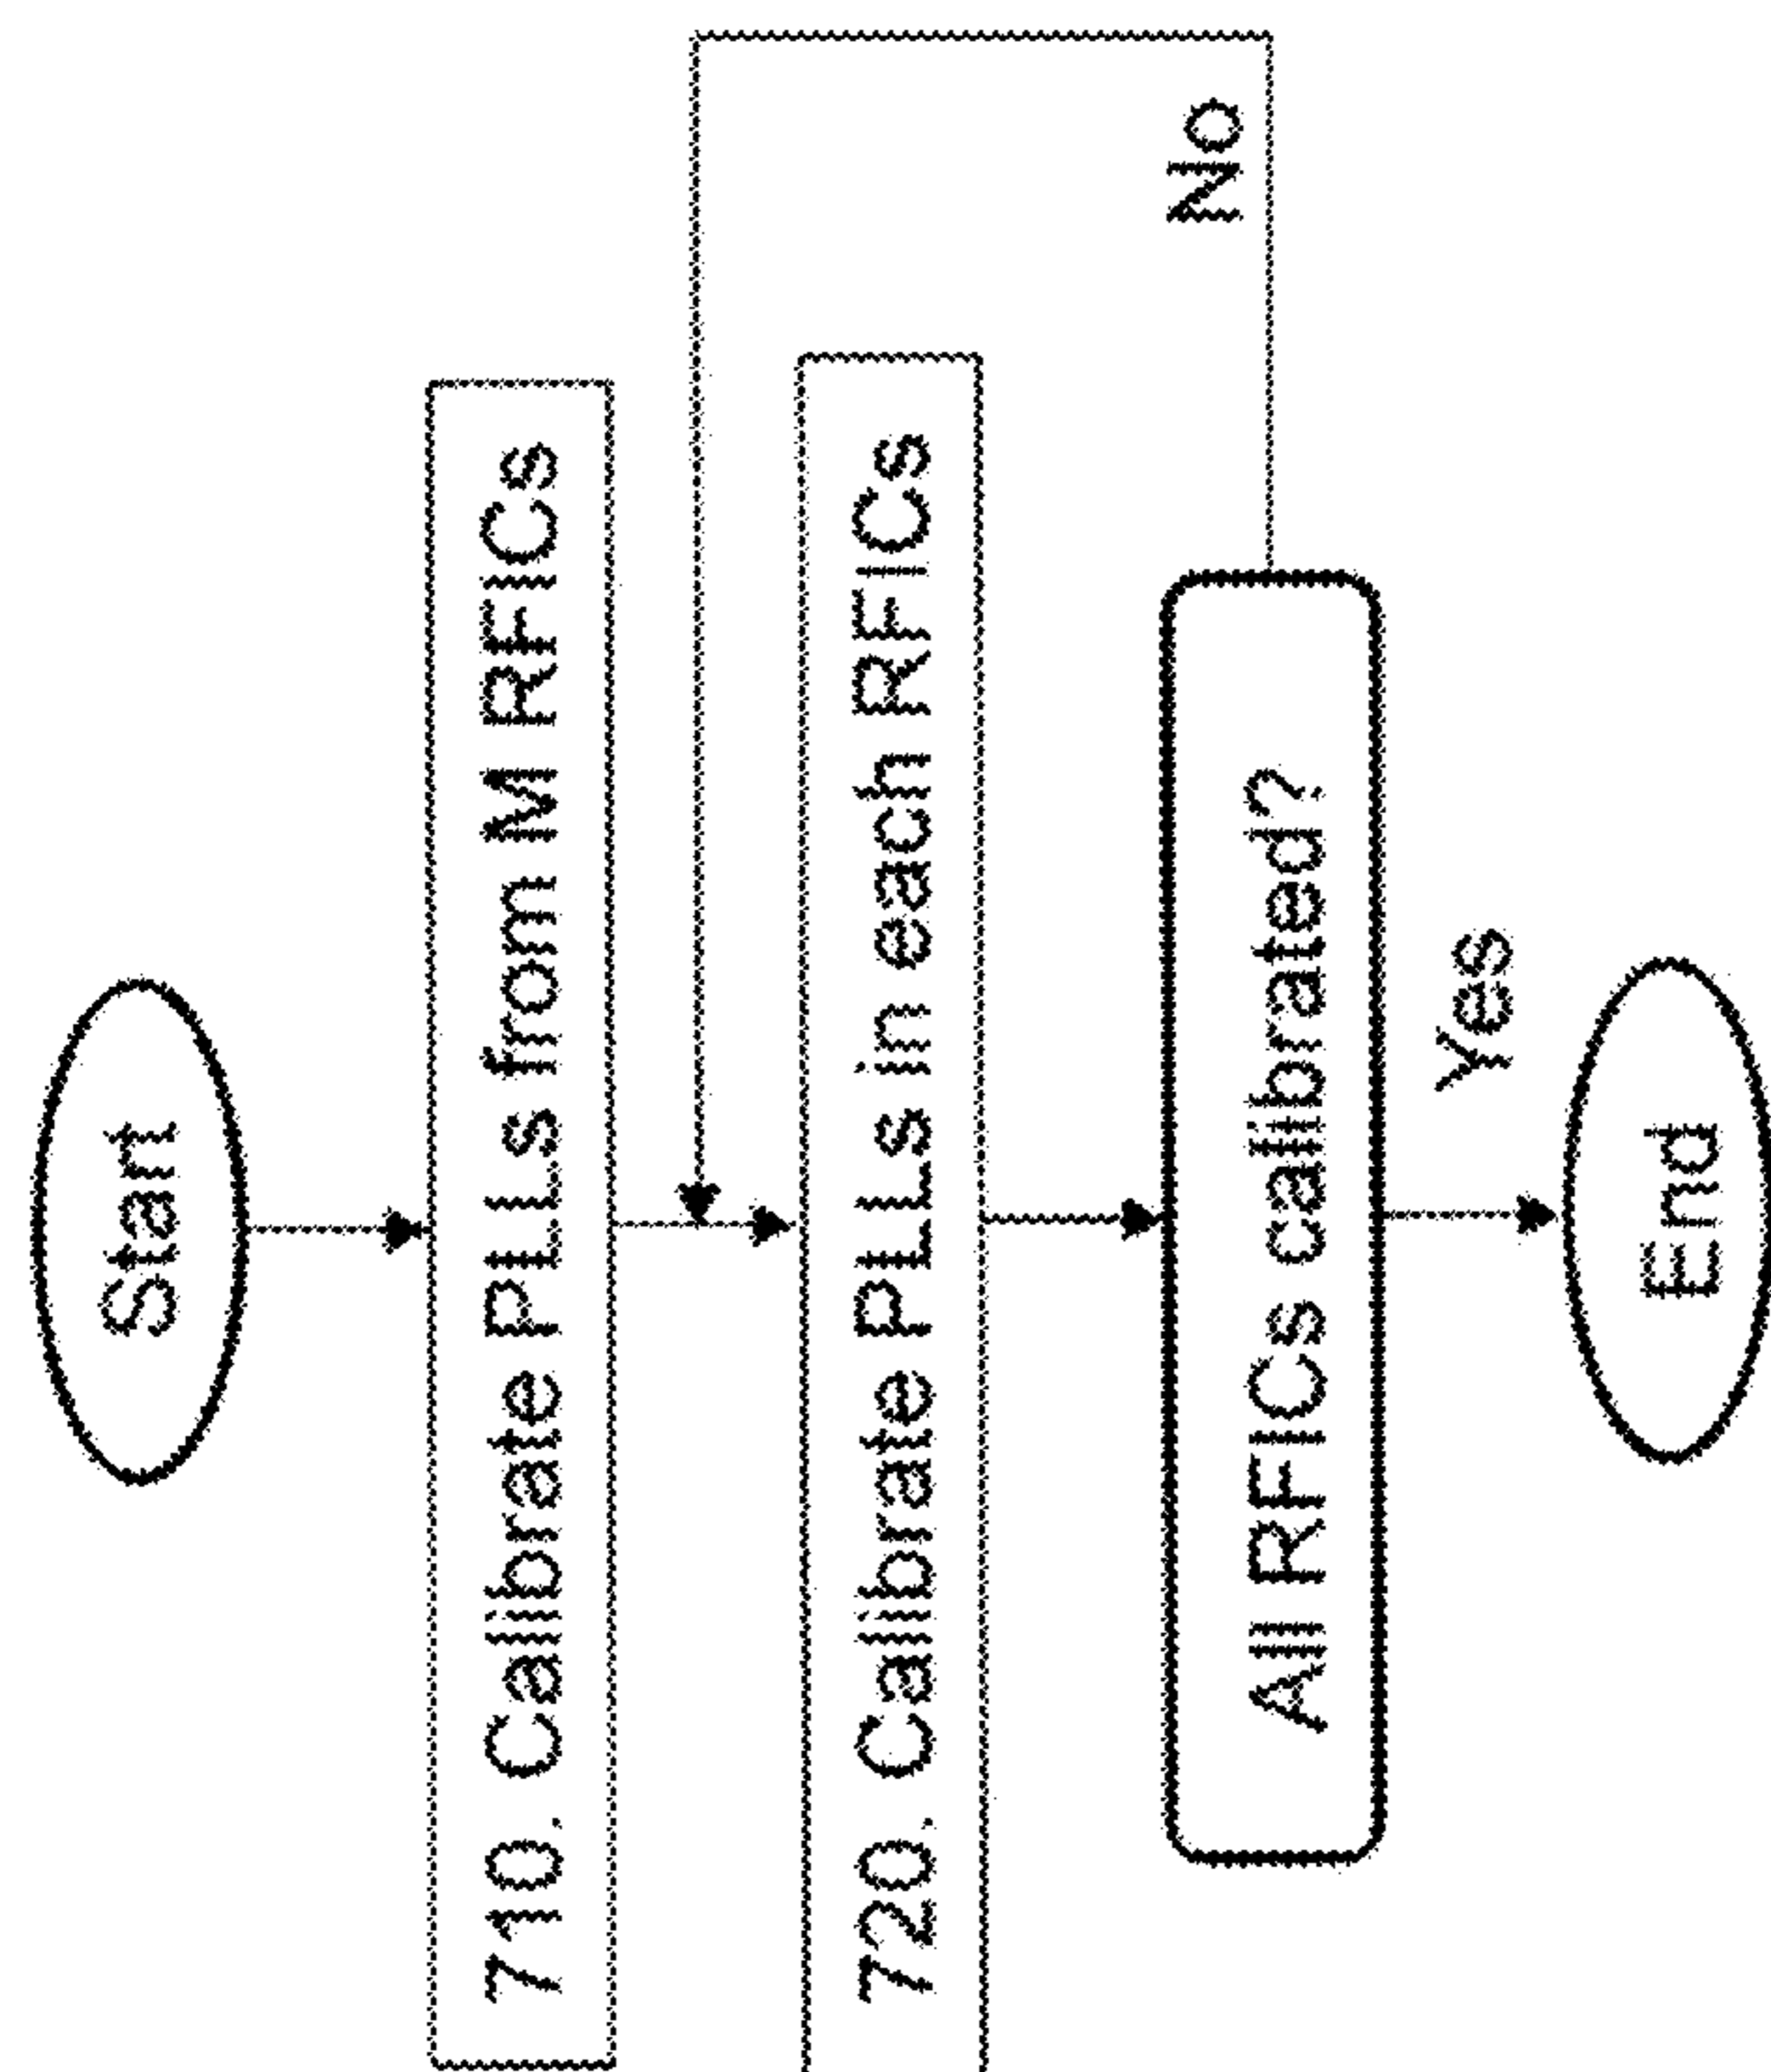 Start
710. Calibrate PLLs from M RFICs
720. Calibrate PLLs in each RFICs
All RFICs calibrated?
No
Yes
End